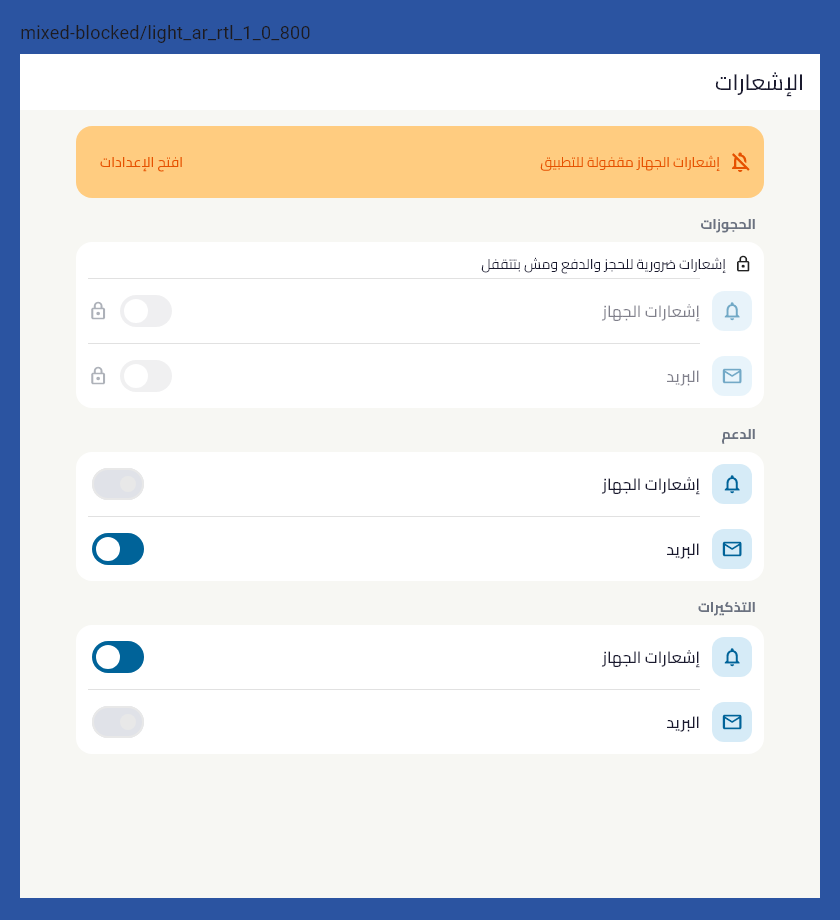 mixed-blocked/light_ar_rtl_1_0_800
الإشعارات
إشعارات الجهاز مقفولة للتطبيق
افتح الإعدادات
الحجوزات
إشعارات ضرورية للحجز والدفع ومش بتتقفل
إشعارات الجهاز
البريد
الدعم
إشعارات الجهاز
البريد
التذكيرات
إشعارات الجهاز
البريد